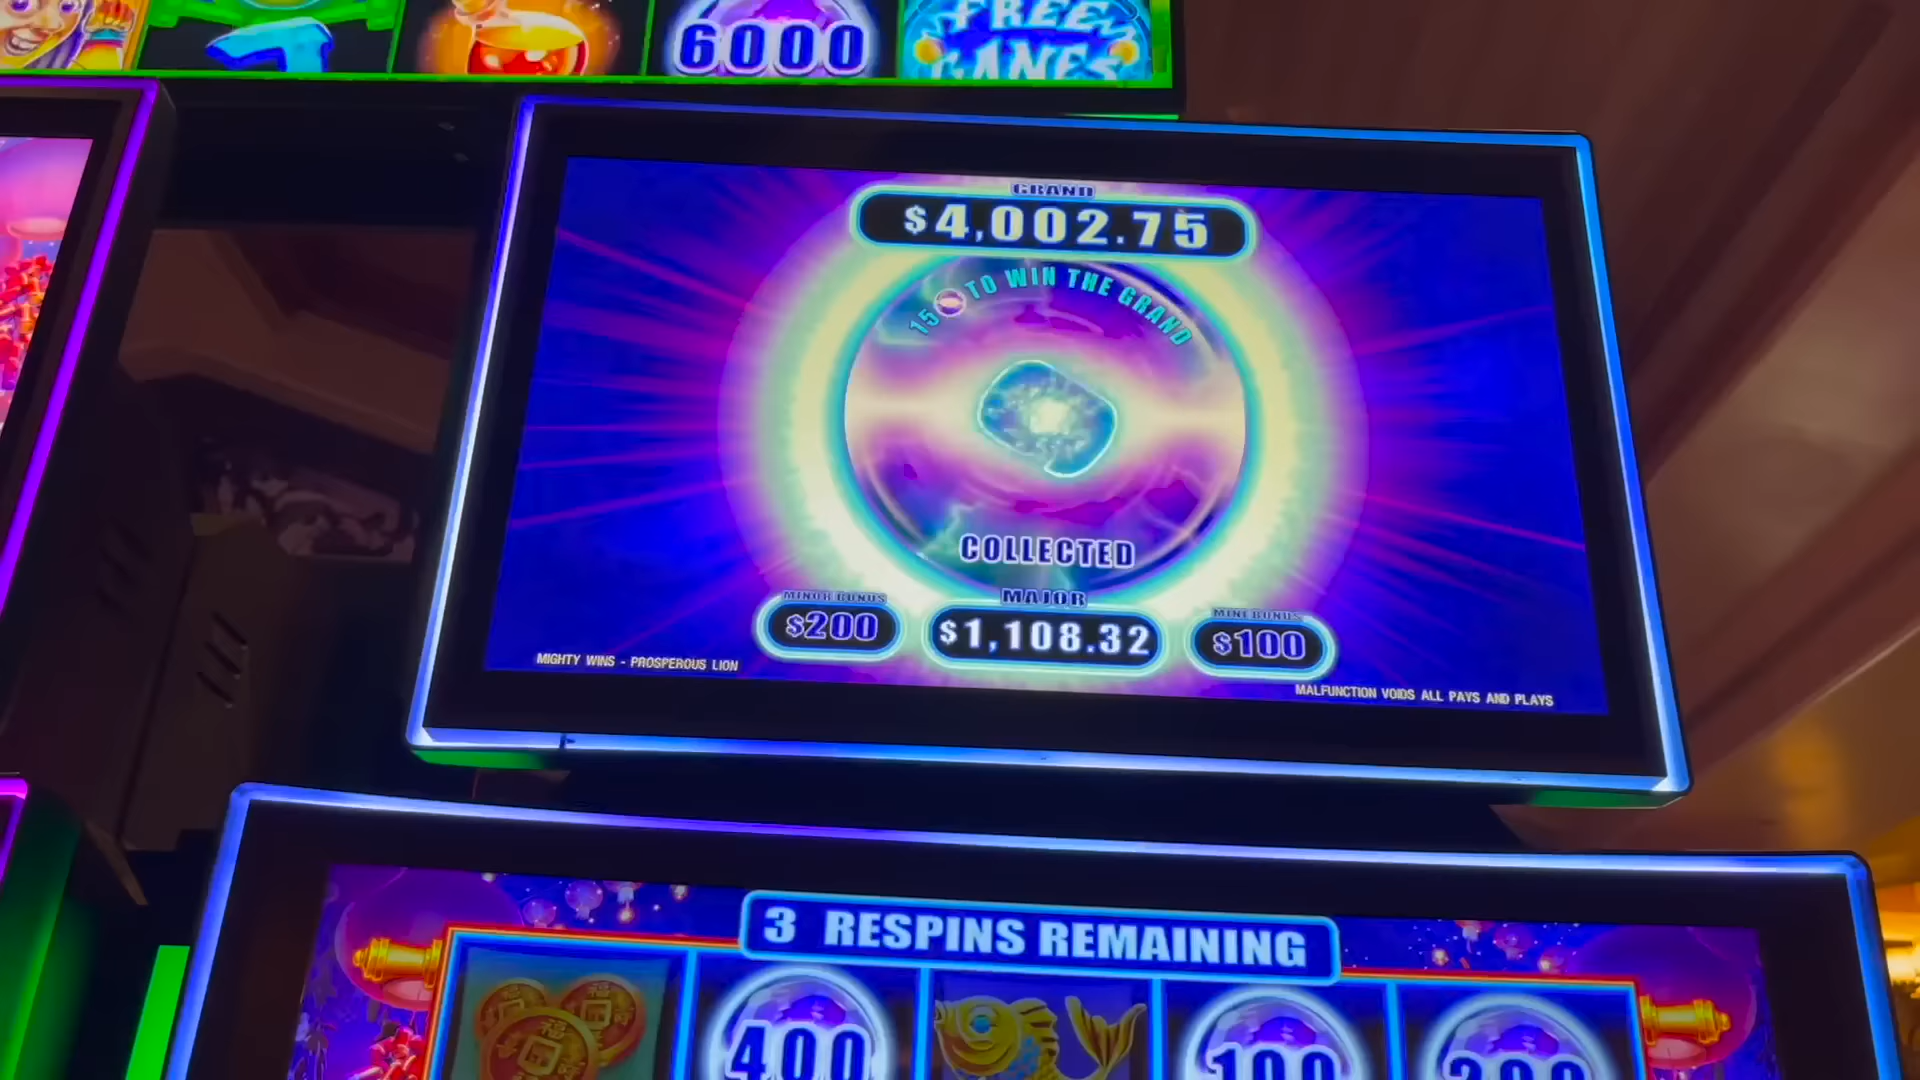 6000
FREE
GAMES
GRAND
$4,002.75
15 TO WIN THE GRAND
COLLECTED
MINOR BONUS
$200
MAJOR
$1,108.32
MINI BONUS
$100
MIGHTY WINS - PROSPEROUS LION
MALFUNCTION VOIDS ALL PAYS AND PLAYS
3 RESPINS REMAINING
400
100